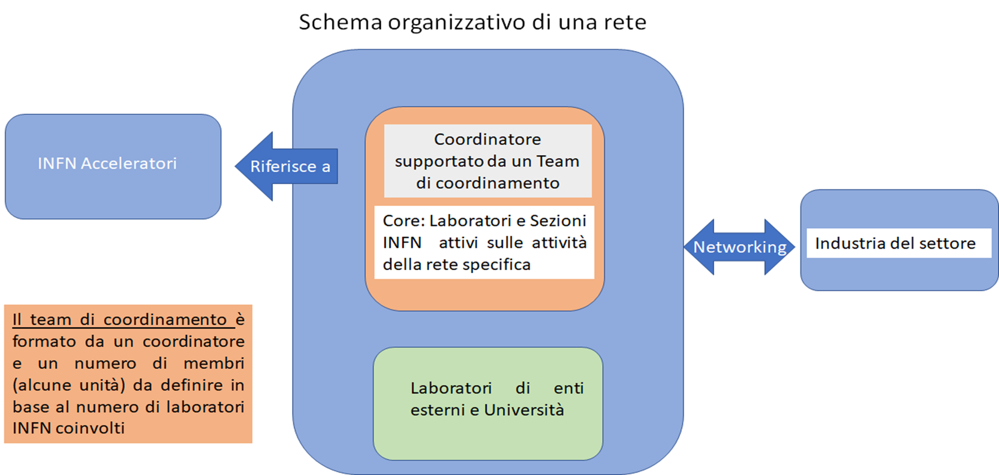 Schema organizzativo di una rete
INFN Acceleratori
Riferisce a
Coordinatore
supportato da un Team
di coordinamento
Core: Laboratori e Sezioni
INFN attivi sulle attività
della rete specifica
Networking
Industria del settore
Il team di coordinamento è
formato da un coordinatore
e un numero di membri
(alcune unità) da definire in
base al numero di laboratori
INFN coinvolti
Laboratori di enti
esterni e Università